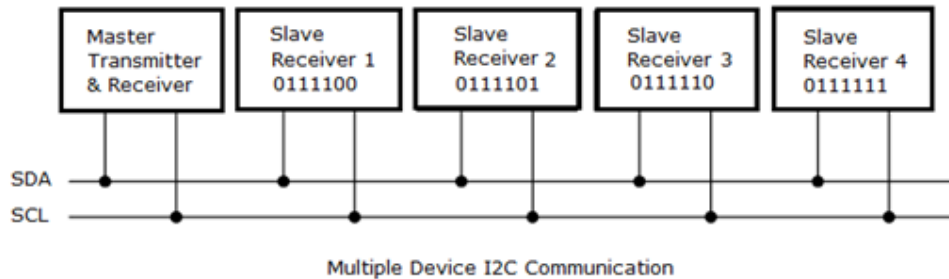 Master
Transmitter
& Receiver
Slave
Receiver 1
0111100
Slave
Receiver 2
0111101
Slave
Receiver 3
0111110
Slave
Receiver 4
0111111
SDA
SCL
Multiple Device I2C Communication